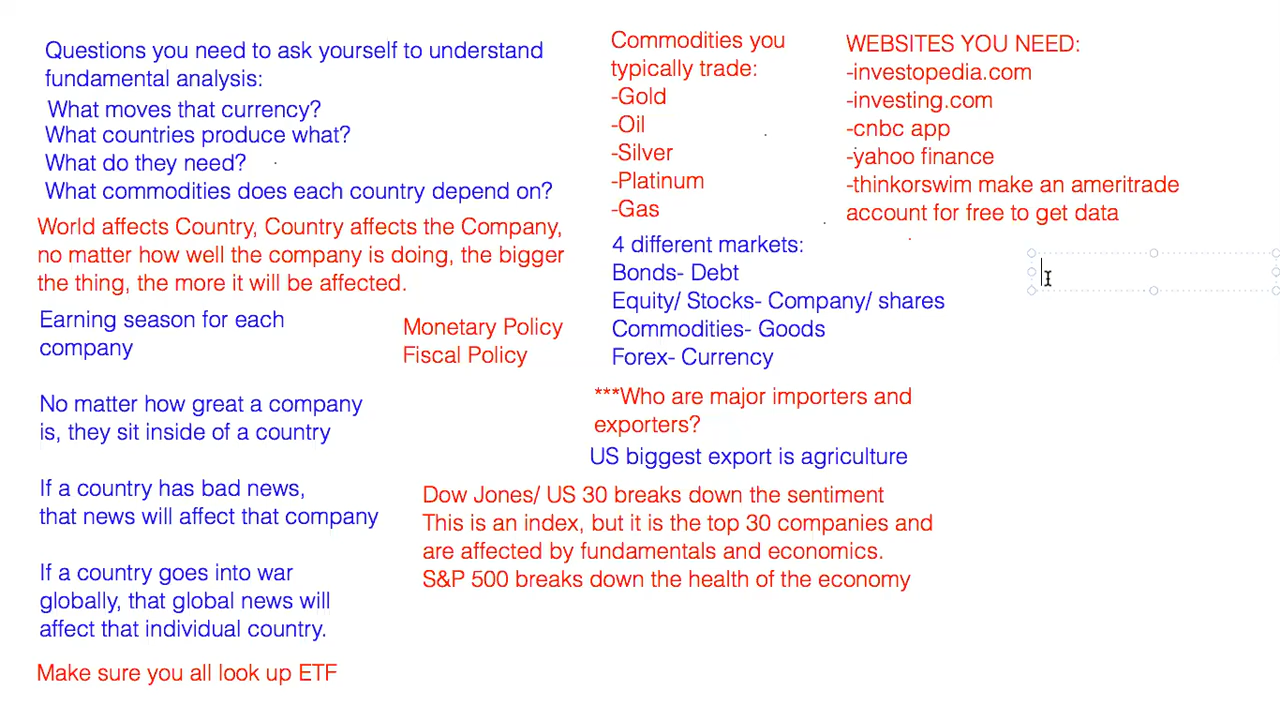 Questions you need to ask yourself to understand
fundamental analysis:
What moves that currency?
What countries produce what?
What do they need?
What commodities does each country depend on?
World affects Country, Country affects the Company,
no matter how well the company is doing, the bigger
the thing, the more it will be affected.
Earning season for each
company
No matter how great a company
is, they sit inside of a country
If a country has bad news,
that news will affect that company
If a country goes into war
globally, that global news will
affect that individual country.
Make sure you all look up ETF
Monetary Policy
Fiscal Policy
Commodities you
typically trade:
-Gold
-Oil
-Silver
-Platinum
-Gas
4 different markets:
Bonds- Debt
Equity/ Stocks- Company/ shares
Commodities- Goods
Forex- Currency
***Who are major importers and
exporters?
US biggest export is agriculture
Dow Jones/ US 30 breaks down the sentiment
This is an index, but it is the top 30 companies and
are affected by fundamentals and economics.
S&P 500 breaks down the health of the economy
WEBSITES YOU NEED:
-investopedia.com
-investing.com
-cnbc app
-yahoo finance
-thinkorswim make an ameritrade
account for free to get data